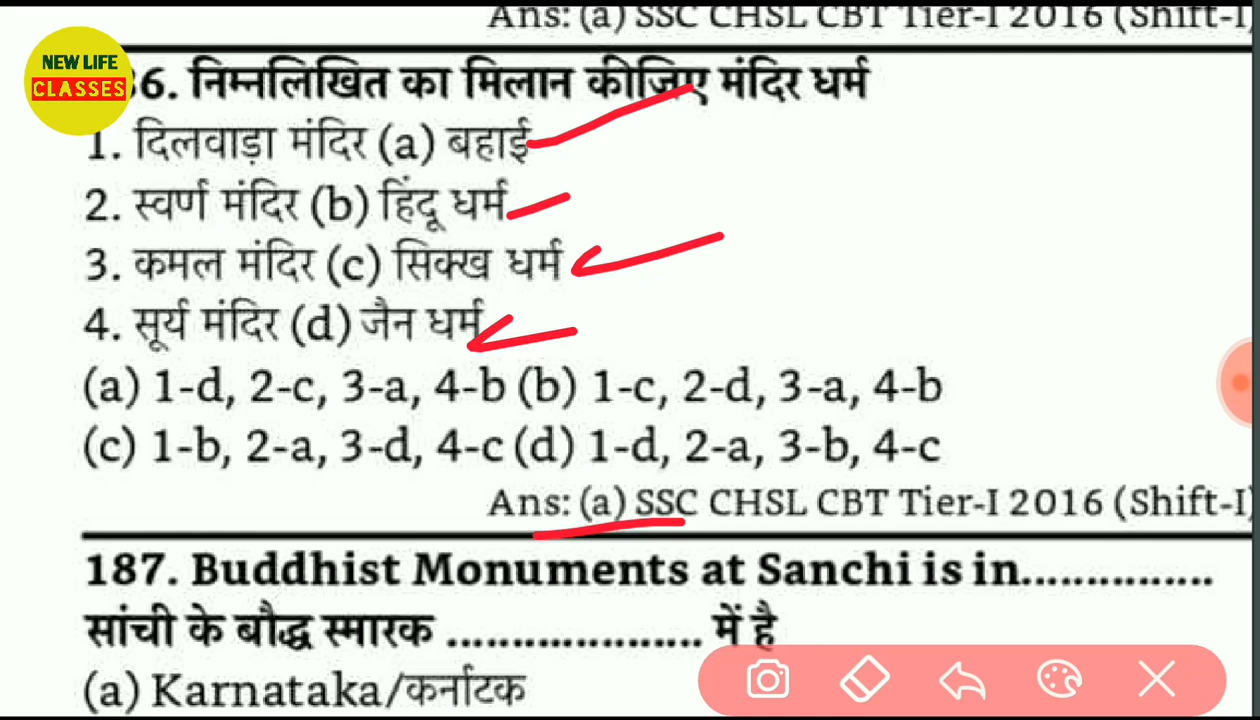 Ans: (a) SSC CHSL CBT Tier-I 2016 (Shift-I)
NEW LIFE
CLASSES
36. निम्नलिखित का मिलान कीजिए मंदिर धर्म
1. दिलवाड़ा मंदिर (a) बहाई
2. स्वर्ण मंदिर (b) हिंदू धर्म
3. कमल मंदिर (c) सिक्ख धर्म
4. सूर्य मंदिर (d) जैन धर्म
(a) 1-d, 2-c, 3-a, 4-b (b) 1-c, 2-d, 3-a, 4-b
(c) 1-b, 2-a, 3-d, 4-c (d) 1-d, 2-a, 3-b, 4-c
Ans: (a) SSC CHSL CBT Tier-I 2016 (Shift-I)
187. Buddhist Monuments at Sanchi is in...............
सांची के बौद्ध स्मारक .................... में है
(a) Karnataka/कर्नाटक